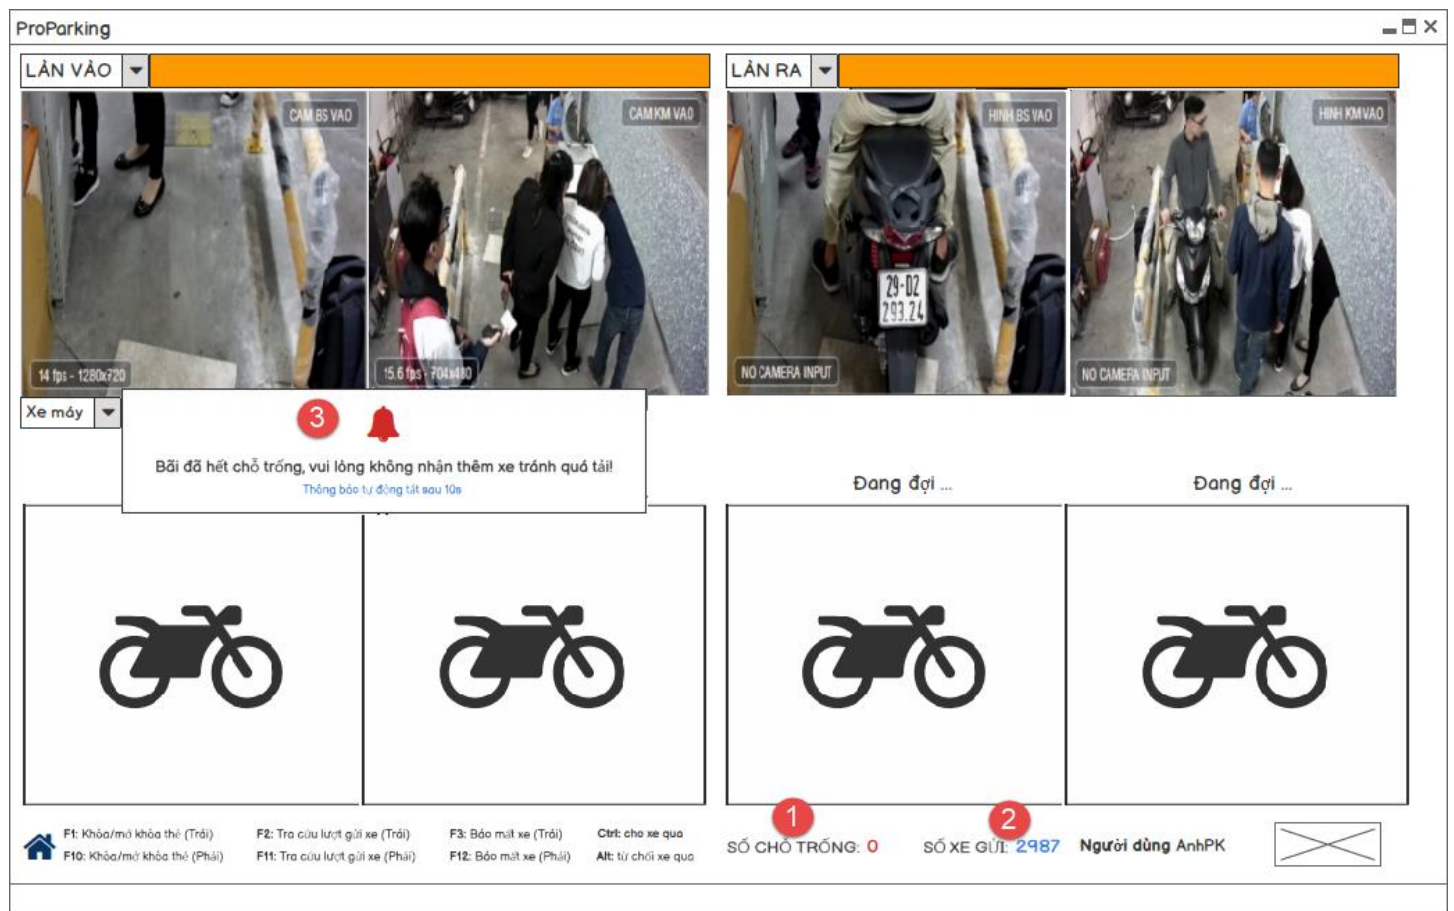 ProParking
LÀN VÀO
LÀN RA
CAM BS VAO
CAM KM VAO
HINH BS VAO
HINH KM VAO
29-D2
293.24
14 fps - 1280x720
15.6 fps - 704x480
NO CAMERA INPUT
NO CAMERA INPUT
Xe máy
3
Bãi đã hết chỗ trống, vui lòng không nhận thêm xe tránh quá tải!
Thông báo tự động tắt sau 10s
Đang đợi ...
Đang đợi ...
1
2
F1: Khóa/mở khóa thẻ (Trái)
F2: Tra cứu lượt gửi xe (Trái)
F3: Báo mất xe (Trái)
Ctrl: cho xe qua
F10: Khóa/mở khóa thẻ (Phải)
F11: Tra cứu lượt gửi xe (Phải)
F12: Báo mất xe (Phải)
Alt: từ chối xe qua
SỐ CHỖ TRỐNG: 0
SỐ XE GỬI: 2987
Người dùng AnhPK